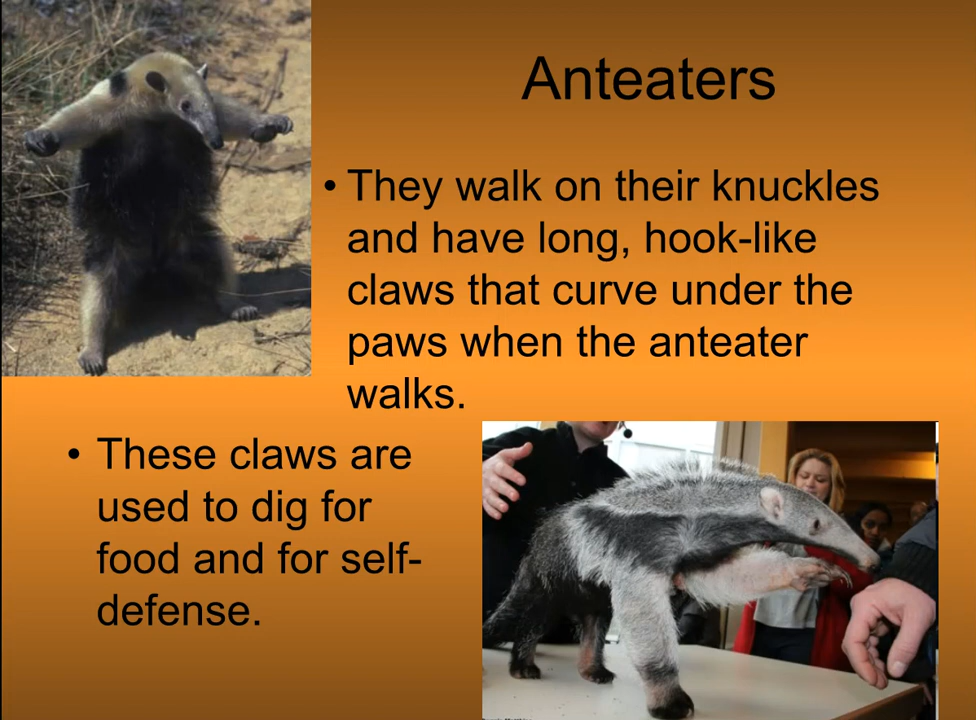 Anteaters
• They walk on their knuckles
and have long, hook-like
claws that curve under the
paws when the anteater
walks.
• These claws are
used to dig for
food and for self-
defense.